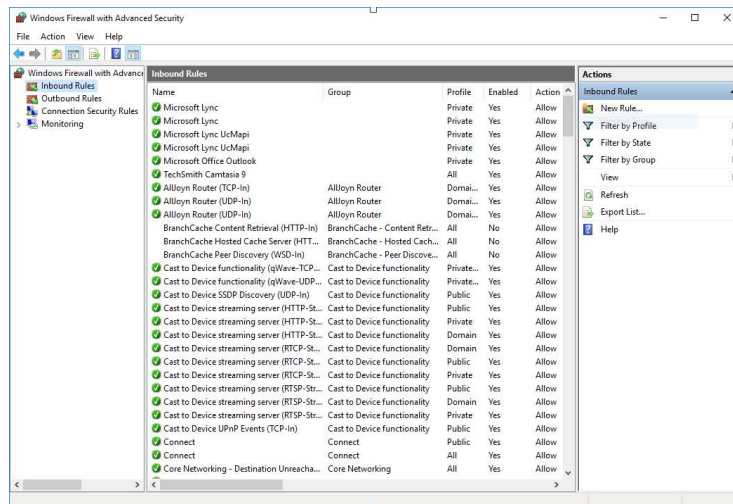 Windows Firewall with Advanced Security
File Action View Help
Windows Firewall with Advance
Inbound Rules
Outbound Rules
Connection Security Rules
Monitoring
Inbound Rules
Name Group Profile Enabled Action
Microsoft Lync Private Yes Allow
Microsoft Lync Private Yes Allow
Microsoft Lync UcMapi Private Yes Allow
Microsoft Lync UcMapi Private Yes Allow
Microsoft Office Outlook Private Yes Allow
TechSmith Camtasia 9 All Yes Allow
AllJoyn Router (TCP-In) AllJoyn Router Domai... Yes Allow
AllJoyn Router (UDP-In) AllJoyn Router Domai... Yes Allow
AllJoyn Router (UDP-In) AllJoyn Router Domai... Yes Allow
BranchCache Content Retrieval (HTTP-In) BranchCache - Content Retr... All No Allow
BranchCache Hosted Cache Server (HTT... BranchCache - Hosted Cach... All No Allow
BranchCache Peer Discovery (WSD-In) BranchCache - Peer Discove... All No Allow
Cast to Device functionality (qWave-TCP... Cast to Device functionality Private... Yes Allow
Cast to Device functionality (qWave-UDP... Cast to Device functionality Private... Yes Allow
Cast to Device SSDP Discovery (UDP-In) Cast to Device functionality Public Yes Allow
Cast to Device streaming server (HTTP-St... Cast to Device functionality Public Yes Allow
Cast to Device streaming server (HTTP-St... Cast to Device functionality Private Yes Allow
Cast to Device streaming server (HTTP-St... Cast to Device functionality Domain Yes Allow
Cast to Device streaming server (RTCP-St... Cast to Device functionality Domain Yes Allow
Cast to Device streaming server (RTCP-St... Cast to Device functionality Public Yes Allow
Cast to Device streaming server (RTCP-St... Cast to Device functionality Private Yes Allow
Cast to Device streaming server (RTSP-Str... Cast to Device functionality Public Yes Allow
Cast to Device streaming server (RTSP-Str... Cast to Device functionality Domain Yes Allow
Cast to Device streaming server (RTSP-Str... Cast to Device functionality Private Yes Allow
Cast to Device UPnP Events (TCP-In) Cast to Device functionality Public Yes Allow
Connect Connect Public Yes Allow
Connect Connect All Yes Allow
Core Networking - Destination Unreacha... Core Networking All Yes Allow
Actions
Inbound Rules
New Rule...
Filter by Profile
Filter by State
Filter by Group
View
Refresh
Export List...
Help